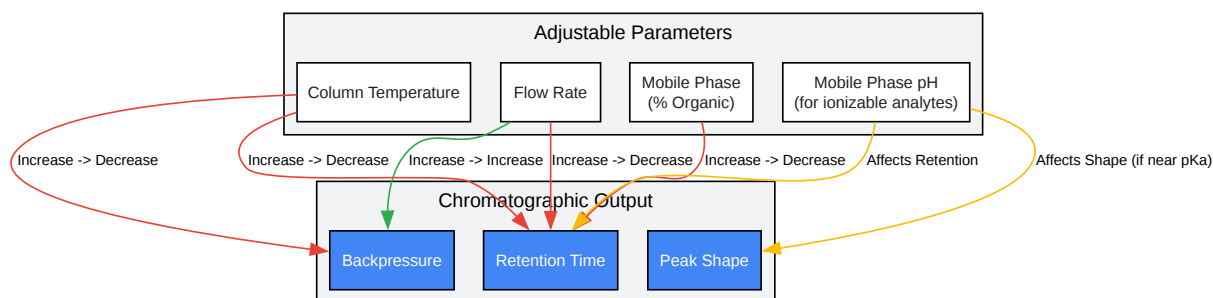 Adjustable Parameters
Column Temperature
Flow Rate
Mobile Phase
(% Organic)
Mobile Phase pH
(for ionizable analytes)
Increase -> Decrease
Increase -> Decrease
Increase -> Increase
Increase -> Decrease
Increase -> Decrease
Affects Retention
Affects Shape (if near pKa)
Chromatographic Output
Backpressure
Retention Time
Peak Shape